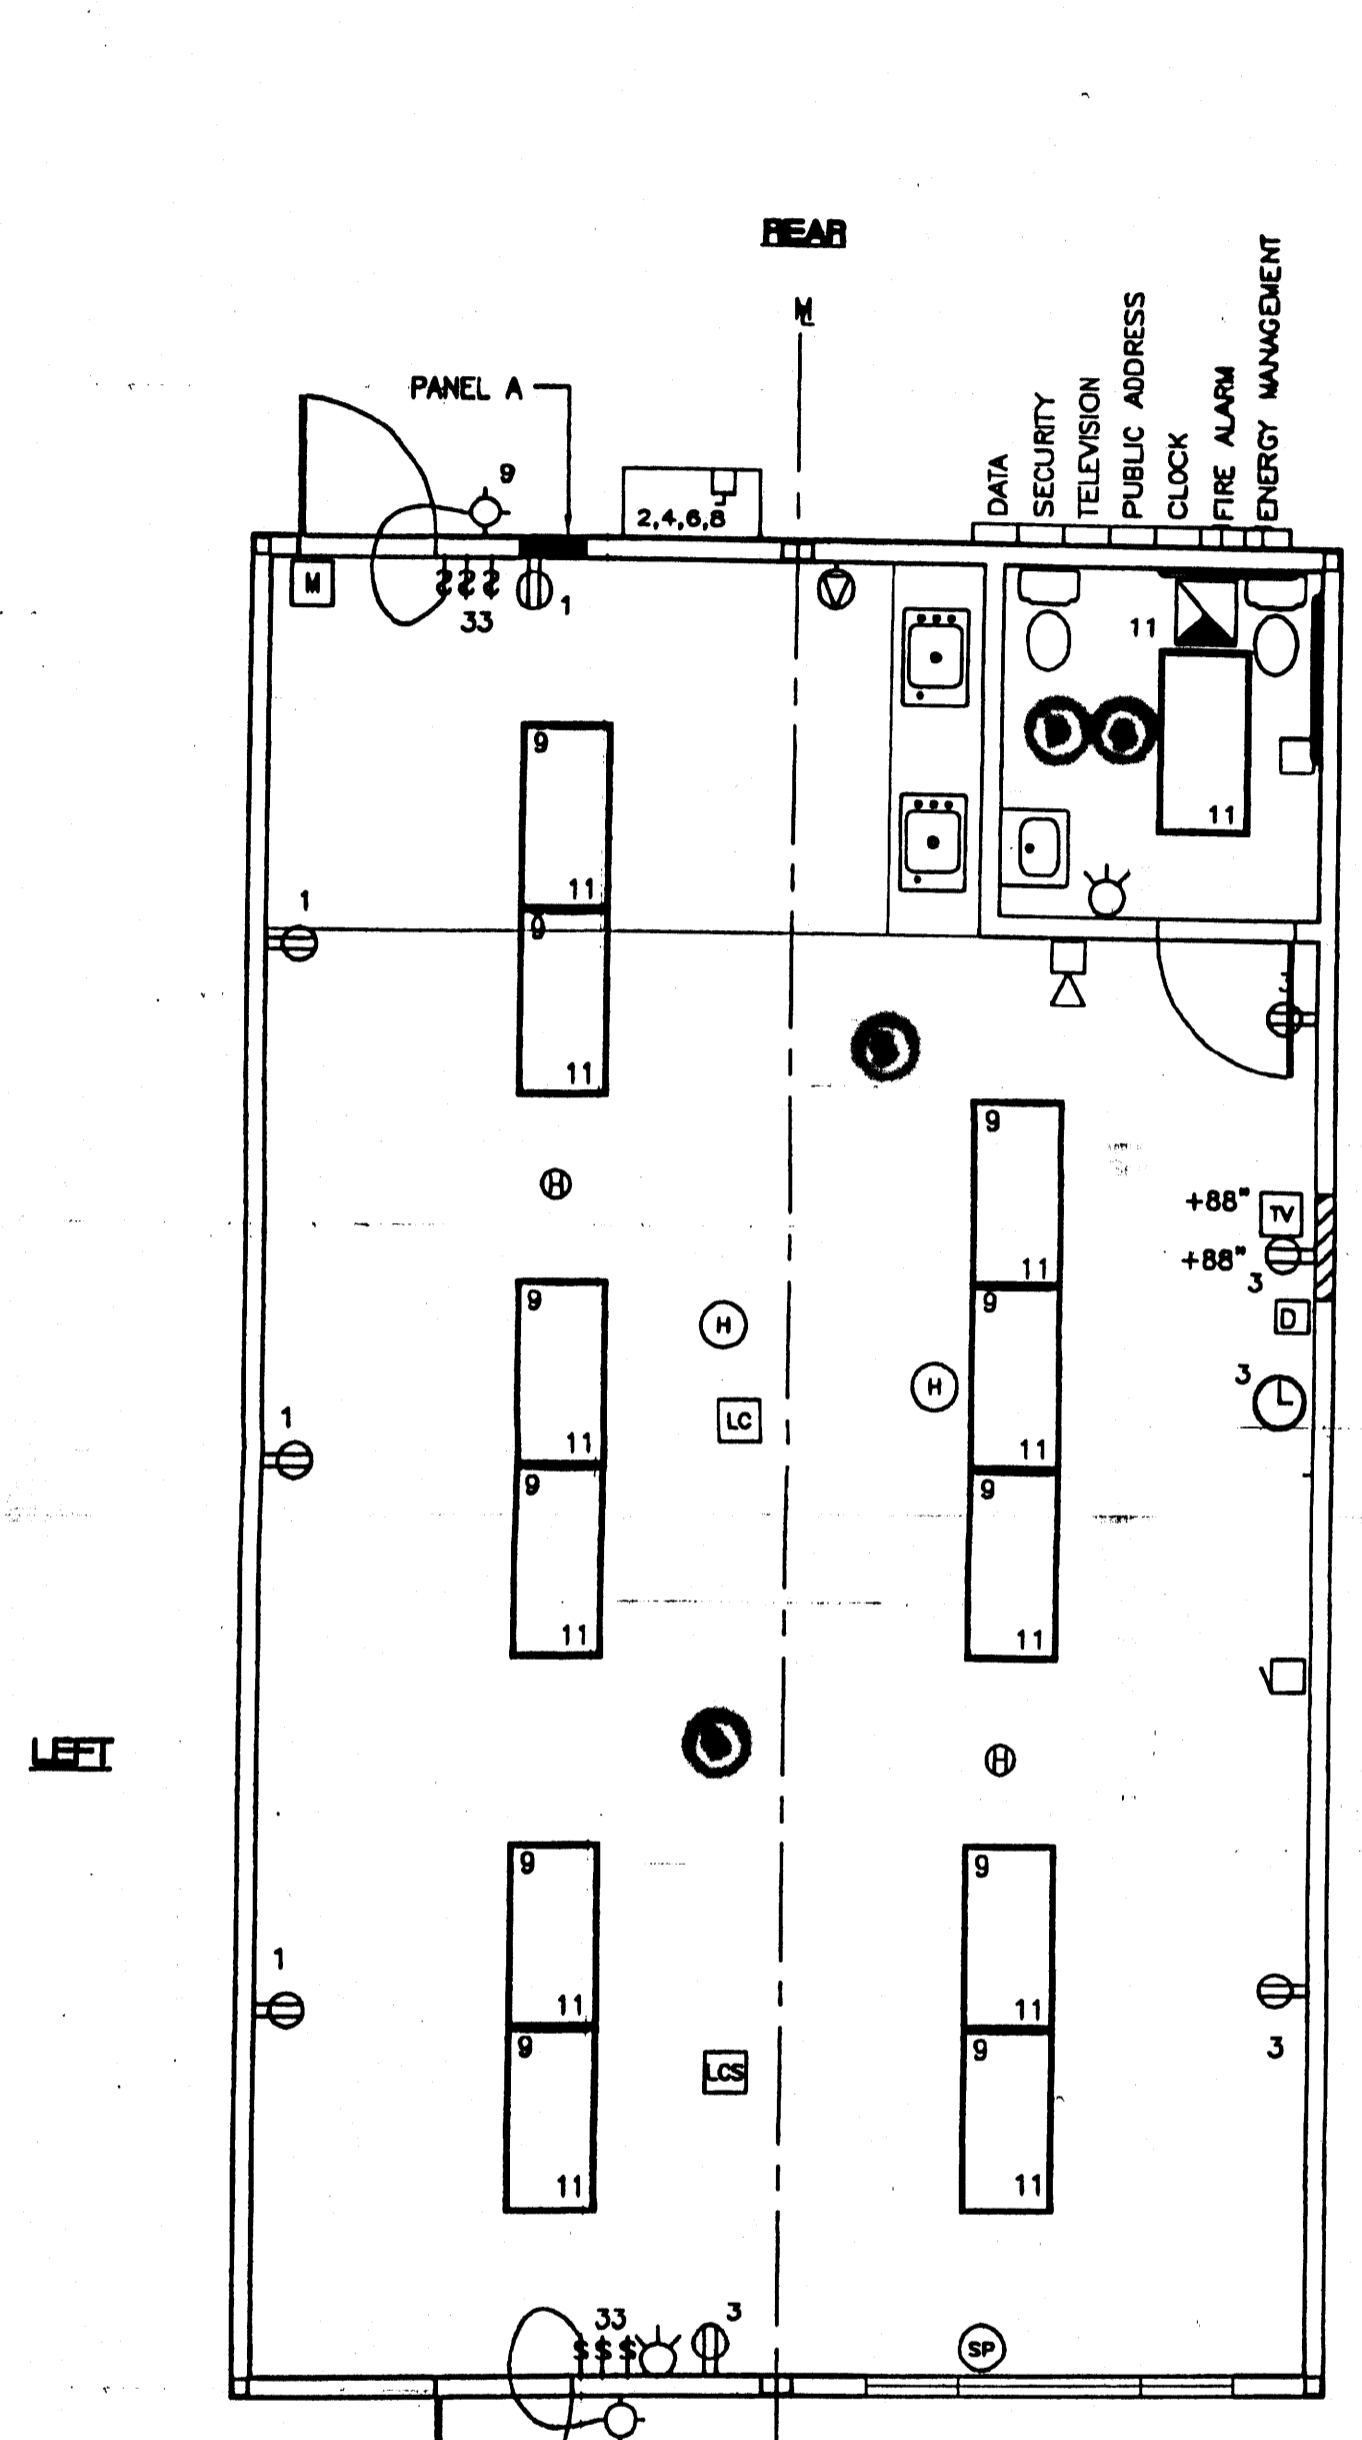 REAR
M
DATA
SECURITY
TELEVISION
PUBLIC ADDRESS
CLOCK
FIRE ALARM
ENERGY MANAGEMENT
PANEL A
9
2,4,6,8
M
33
1
11
9
11
11
1
9
11
3
9
+88" TV
11
+88"
3
9
9
11
H
H
D
3
H
LC
H
1
11
11
9
9
11
11
LEFT
H
9
9
1
11
11
9
9
3
LCS
11
11
33
3
$ $ $
SP